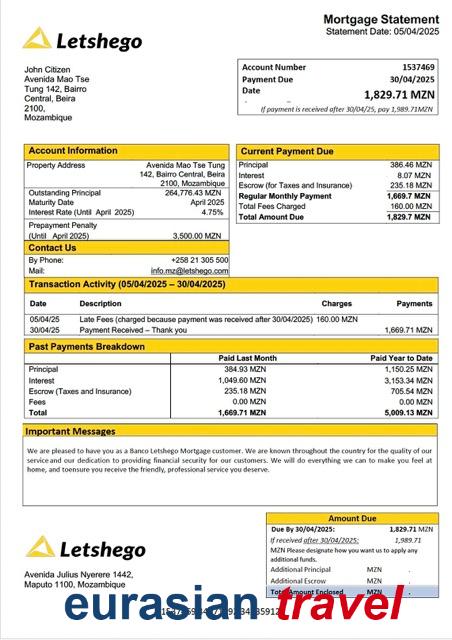 Mortgage Statement
Statement Date: 05/04/2025
Letshego
John Citizen
Avenida Mao Tse
Tung 142, Bairro
Central, Beira
2100,
Mozambique
Account Number 1537469
Payment Due 30/04/2025
Date
1,829.71 MZN
If payment is received after 30/04/25, pay 1,989.71MZN
Account Information
Property Address Avenida Mao Tse Tung
142, Bairro Central, Beira
2100, Mozambique
Outstanding Principal 264,776.43 MZN
Maturity Date April 2025
Interest Rate (Until April 2025) 4.75%
Prepayment Penalty
(Until April 2025) 3,500.00 MZN
Current Payment Due
Principal 386.46 MZN
Interest 8.07 MZN
Escrow (for Taxes and Insurance) 235.18 MZN
Regular Monthly Payment 1,669.7 MZN
Total Fees Charged 160.00 MZN
Total Amount Due 1,829.7 MZN
Contact Us
By Phone: +258 21 305 500
Mail: info.mz@letshego.com
Transaction Activity (05/04/2025 – 30/04/2025)
Date Description Charges Payments
05/04/25 Late Fees (charged because payment was received after 30/04/2025) 160.00 MZN
30/04/25 Payment Received – Thank you 1,669.71 MZN
Past Payments Breakdown
Paid Last Month Paid Year to Date
Principal 384.93 MZN 1,150.25 MZN
Interest 1,049.60 MZN 3,153.34 MZN
Escrow (Taxes and Insurance) 235.18 MZN 705.54 MZN
Fees 0.00 MZN 0.00 MZN
Total 1,669.71 MZN 5,009.13 MZN
Important Messages
We are pleased to have you as a Banco Letshego Mortgage customer. We are known throughout the country for the quality of our
service and our dedication to providing financial security for our customers. We will do everything we can to make you feel at
home, and toensure you receive the friendly, professional service you deserve.
Letshego
Avenida Julius Nyerere 1442,
Maputo 1100, Mozambique
Amount Due
Due By 30/04/2025: 1,829.71 MZN
If received after 30/04/2025: 1,989.71
MZN Please designate how you want us to apply any
additional funds.
Additional Principal MZN .
Additional Escrow MZN .
Total Amount Enclosed MZN .
eurasian travel